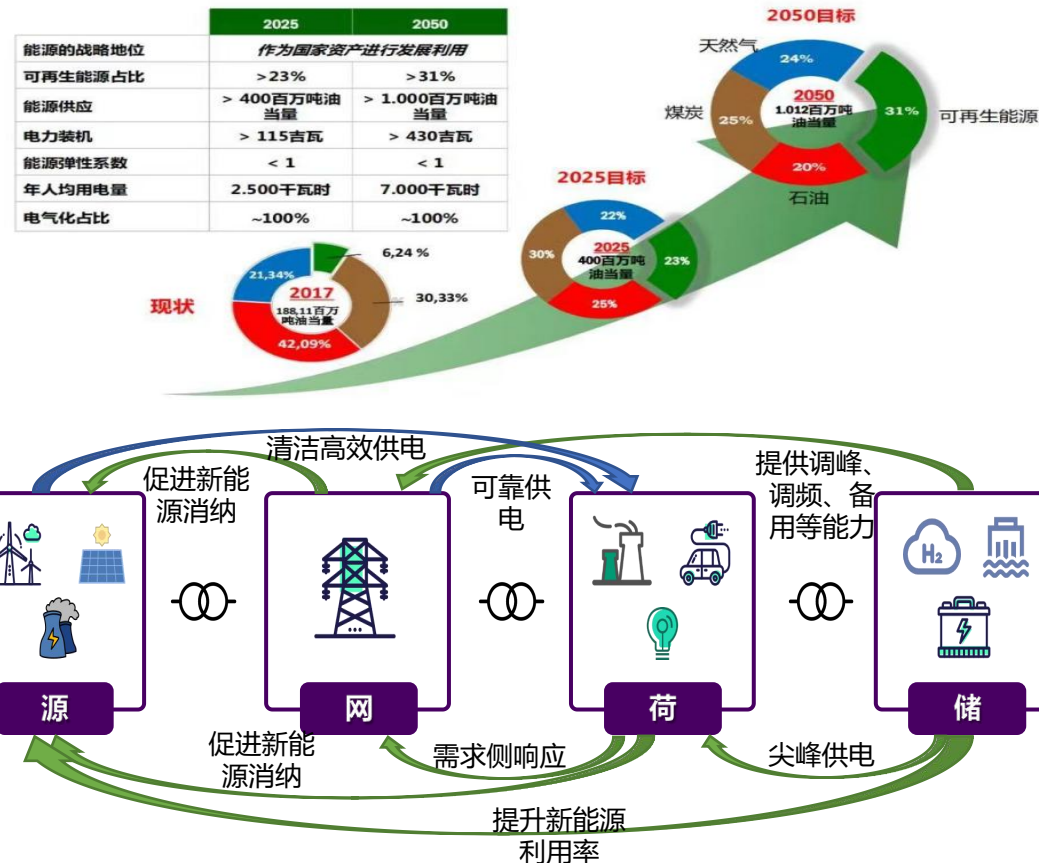 2025 2050
能源的战略地位 作为国家资产进行发展利用
可再生能源占比 >23% >31%
能源供应 > 400百万吨油当量 > 1.000百万吨油当量
电力装机 > 115吉瓦 > 430吉瓦
能源弹性系数 < 1 < 1
年人均用电量 2.500千瓦时 7.000千瓦时
电气化占比 ~100% ~100%
2050目标
天然气
24%
煤炭
25%
2050
1.012百万吨
油当量
31%
可再生能源
20%
石油
2025目标
22%
30%
2025
400百万吨
油当量
23%
25%
现状
6,24 %
21,34%
2017
188,11百万
吨油当量
30,33%
42,09%
清洁高效供电
促进新能
源消纳
可靠供
电
提供调峰、
调频、备
用等能力
H2
源
网
荷
储
促进新能
源消纳
需求侧响应
尖峰供电
提升新能源
利用率